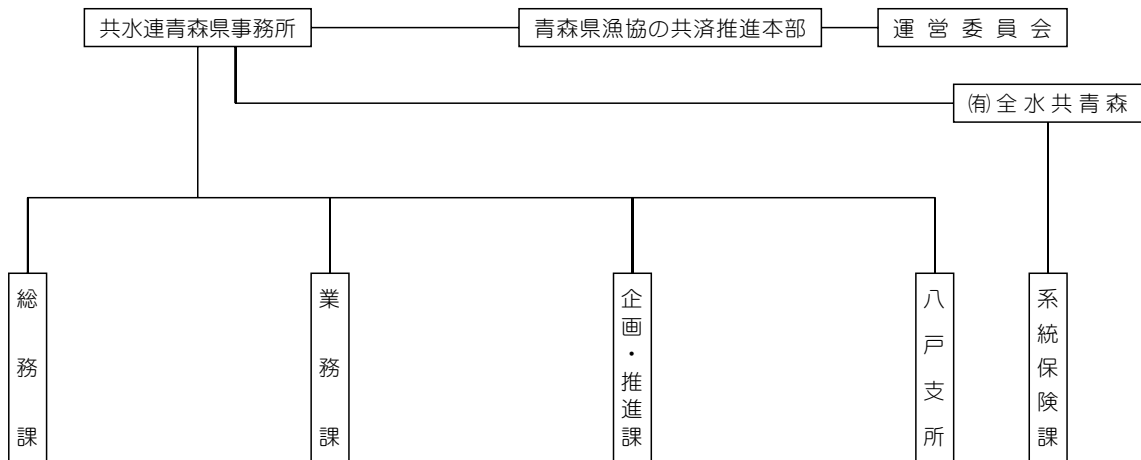 共水連青森県事務所
青森県漁協の共済推進本部
運営委員会
㈲全水共青森
総務課
業務課
企画・推進課
八戸支所
系統保険課